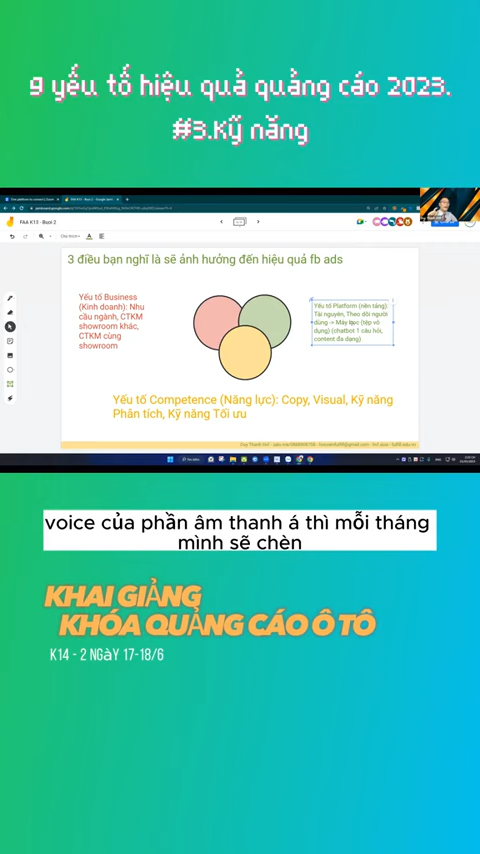 9 yếu tố hiệu quả quảng cáo 2023.
#3.Kỹ năng
FAA K13 - Buoi 2
3 điều bạn nghĩ là sẽ ảnh hưởng đến hiệu quả fb ads
Yếu tố Business
(Kinh doanh): Nhu
cầu ngành, CTKM
showroom khác,
CTKM cùng
showroom
Yếu tố Platform (nền tảng):
Tài nguyên, Theo dõi người
dùng -> Máy lọc (tệp vô
dụng) (chatbot 1 câu hỏi,
content đa dạng)
Yếu tố Competence (Năng lực): Copy, Visual, Kỹ năng
Phân tích, Kỹ năng Tối ưu
voice của phần âm thanh á thì mỗi tháng
mình sẽ chèn
KHAI GIẢNG
KHÓA QUẢNG CÁO Ô TÔ
K14 - 2 NGÀY 17-18/6